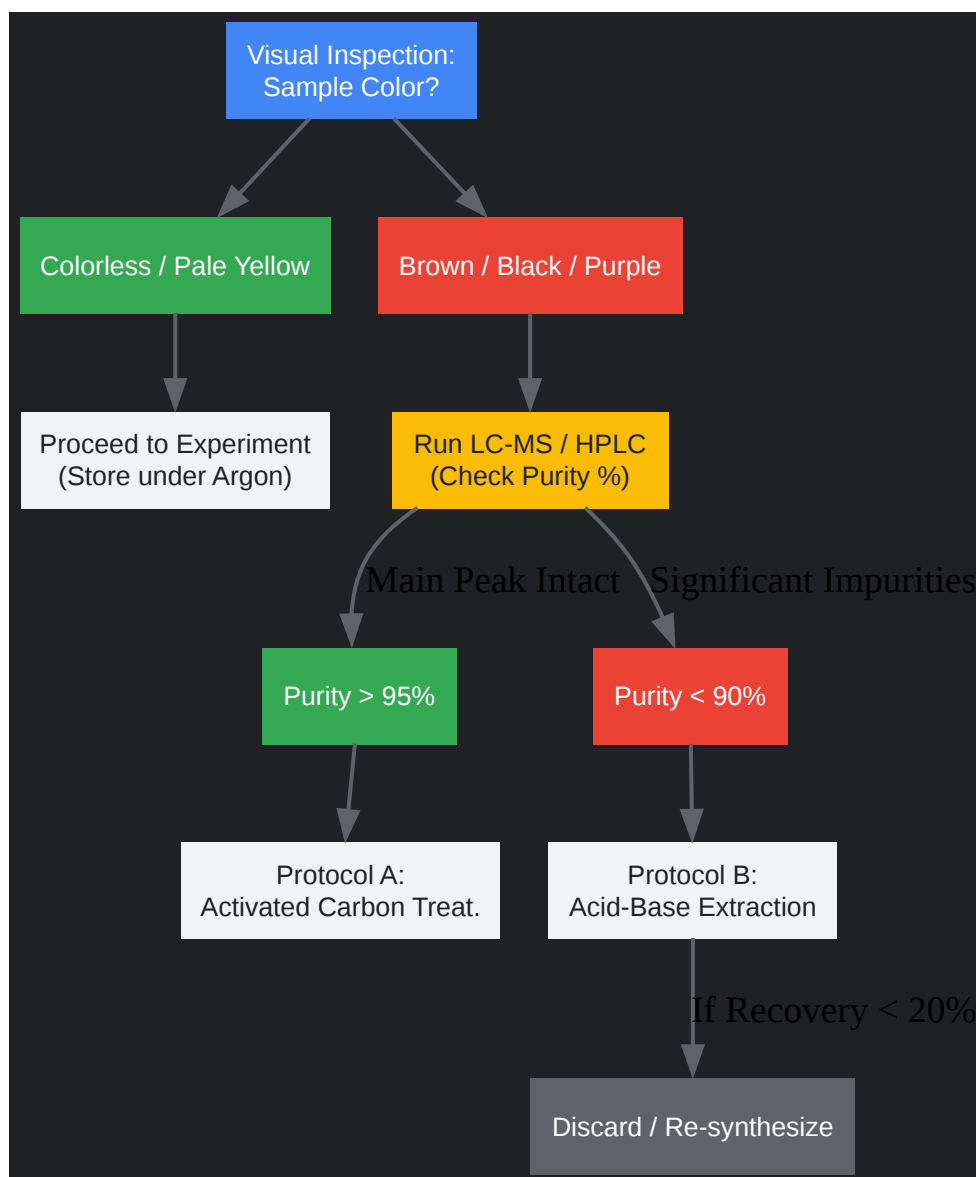 Visual Inspection:
Sample Color?
Colorless / Pale Yellow
Brown / Black / Purple
Proceed to Experiment
(Store under Argon)
Run LC-MS / HPLC
(Check Purity %)
Main Peak Intact
Significant Impurities
Purity > 95%
Purity < 90%
Protocol A:
Activated Carbon Treat.
Protocol B:
Acid-Base Extraction
If Recovery < 20%
Discard / Re-synthesize